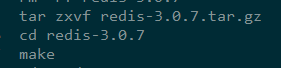 tar zxvf redis-3.0.7.tar.gz
cd redis-3.0.7
make